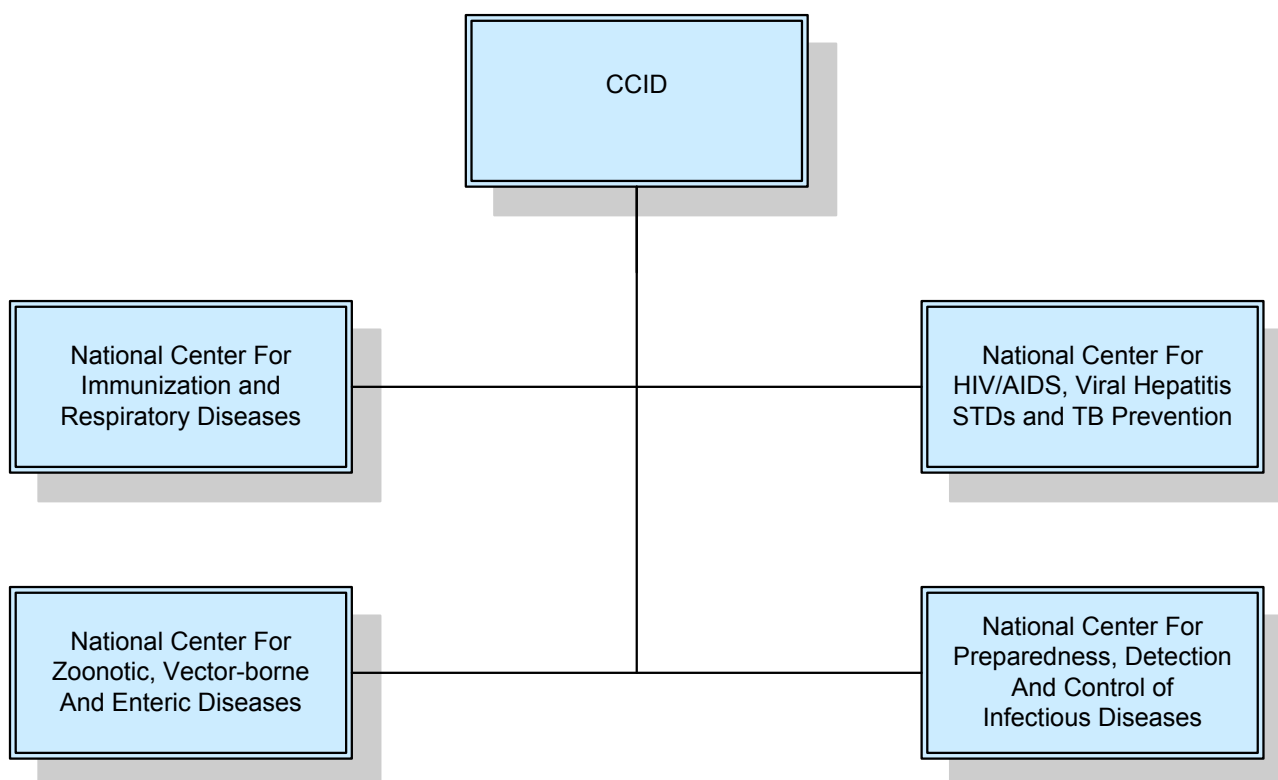 CCID
National Center For
Immunization and
Respiratory Diseases
National Center For
HIV/AIDS, Viral Hepatitis
STDs and TB Prevention
National Center For
Zoonotic, Vector-borne
And Enteric Diseases
National Center For
Preparedness, Detection
And Control of
Infectious Diseases